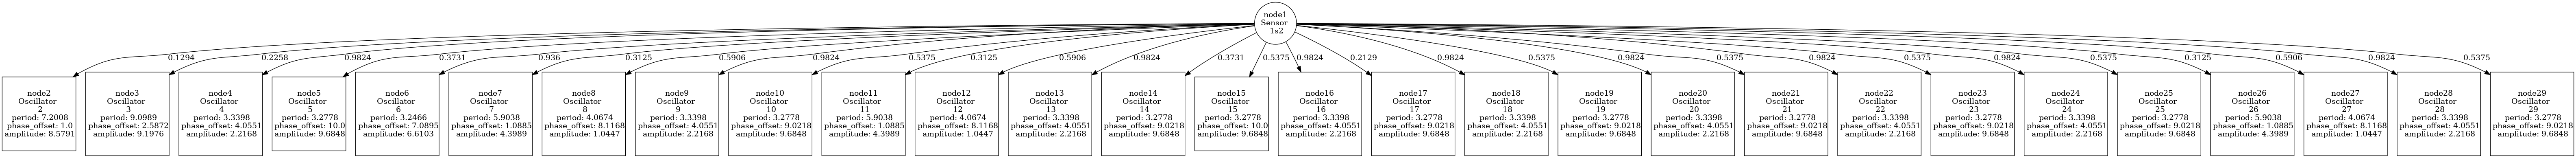 node1
Sensor
1s2
0.1294
-0.2258
0.9824
0.3731
0.936
-0.3125
0.5906
0.9824
-0.5375
-0.3125
0.5906
0.9824
0.3731
-0.5375
0.9824
0.2129
0.9824
-0.5375
0.9824
-0.5375
0.9824
-0.5375
0.9824
-0.5375
-0.3125
0.5906
0.9824
-0.5375
node2
Oscillator
2
period: 7.2008
phase_offset: 1.0
amplitude: 8.5791
node3
Oscillator
3
period: 9.0989
phase_offset: 2.5872
amplitude: 9.1976
node4
Oscillator
4
period: 3.3398
phase_offset: 4.0551
amplitude: 2.2168
node5
Oscillator
5
period: 3.2778
phase_offset: 10.0
amplitude: 9.6848
node6
Oscillator
6
period: 3.2466
phase_offset: 7.0895
amplitude: 6.6103
node7
Oscillator
7
period: 5.9038
phase_offset: 1.0885
amplitude: 4.3989
node8
Oscillator
8
period: 4.0674
phase_offset: 8.1168
amplitude: 1.0447
node9
Oscillator
9
period: 3.3398
phase_offset: 4.0551
amplitude: 2.2168
node10
Oscillator
10
period: 3.2778
phase_offset: 9.0218
amplitude: 9.6848
node11
Oscillator
11
period: 5.9038
phase_offset: 1.0885
amplitude: 4.3989
node12
Oscillator
12
period: 4.0674
phase_offset: 8.1168
amplitude: 1.0447
node13
Oscillator
13
period: 3.3398
phase_offset: 4.0551
amplitude: 2.2168
node14
Oscillator
14
period: 3.2778
phase_offset: 9.0218
amplitude: 9.6848
node15
Oscillator
15
period: 3.2778
phase_offset: 10.0
amplitude: 9.6848
node16
Oscillator
16
period: 3.3398
phase_offset: 4.0551
amplitude: 2.2168
node17
Oscillator
17
period: 3.2778
phase_offset: 9.0218
amplitude: 9.6848
node18
Oscillator
18
period: 3.3398
phase_offset: 4.0551
amplitude: 2.2168
node19
Oscillator
19
period: 3.2778
phase_offset: 9.0218
amplitude: 9.6848
node20
Oscillator
20
period: 3.3398
phase_offset: 4.0551
amplitude: 2.2168
node21
Oscillator
21
period: 3.2778
phase_offset: 9.0218
amplitude: 9.6848
node22
Oscillator
22
period: 3.3398
phase_offset: 4.0551
amplitude: 2.2168
node23
Oscillator
23
period: 3.2778
phase_offset: 9.0218
amplitude: 9.6848
node24
Oscillator
24
period: 3.3398
phase_offset: 4.0551
amplitude: 2.2168
node25
Oscillator
25
period: 3.2778
phase_offset: 9.0218
amplitude: 9.6848
node26
Oscillator
26
period: 5.9038
phase_offset: 1.0885
amplitude: 4.3989
node27
Oscillator
27
period: 4.0674
phase_offset: 8.1168
amplitude: 1.0447
node28
Oscillator
28
period: 3.3398
phase_offset: 4.0551
amplitude: 2.2168
node29
Oscillator
29
period: 3.2778
phase_offset: 9.0218
amplitude: 9.6848